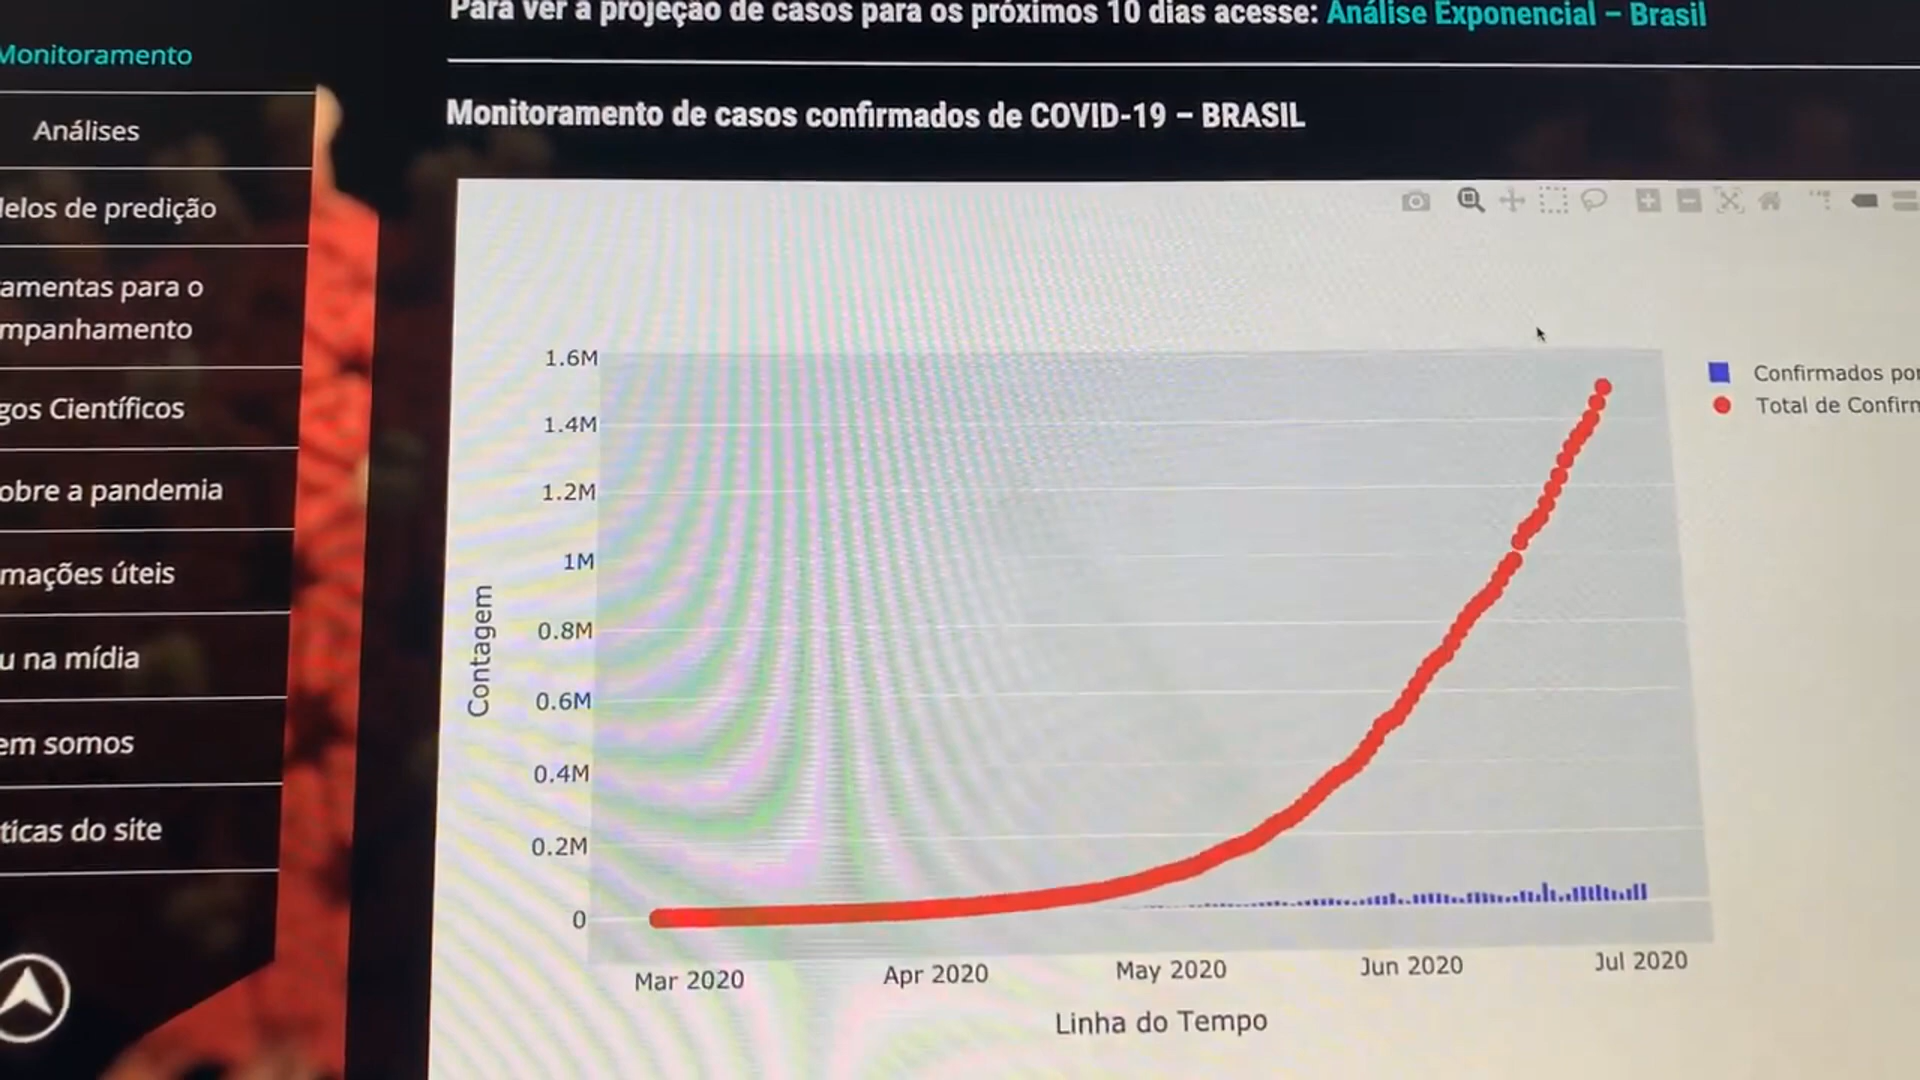 Para ver a projeção de casos para os próximos 10 dias acesse: Análise Exponencial – Brasil
Monitoramento
Análises
delos de predição
amentas para o
mpanhamento
gos Científicos
obre a pandemia
mações úteis
u na mídia
em somos
ticas do site
Monitoramento de casos confirmados de COVID-19 – BRASIL
1.6M
1.4M
1.2M
1M
0.8M
0.6M
0.4M
0.2M
0
Contagem
Mar 2020
Apr 2020
May 2020
Jun 2020
Jul 2020
Linha do Tempo
Confirmados por
Total de Confirm